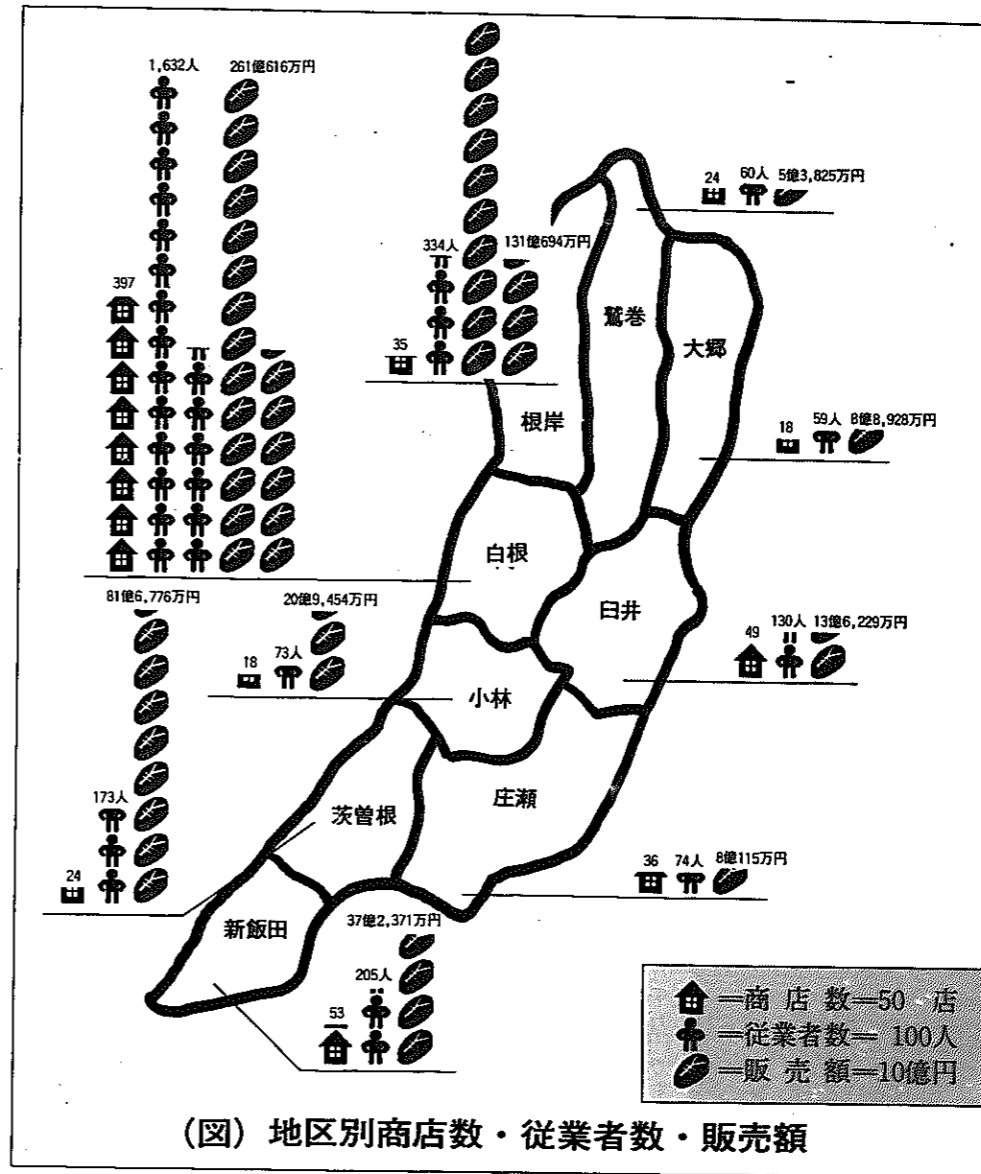 1,632人 261億616万円
397
334人 131億694万円
35
24 60人 5億3,825万円
鷲巻
大郷
根岸
18 59人 8億8,928万円
白根
臼井
81億6,776万円
20億9,454万円
18 73人
49 130人 13億6,229万円
小林
庄瀬
茨曽根
173人
24
36 74人 8億115万円
新飯田
37億2,371万円
205人
53
=商店数=50 店
=従業者数= 100人
=販売額=10億円
(図) 地区別商店数・従業者数・販売額